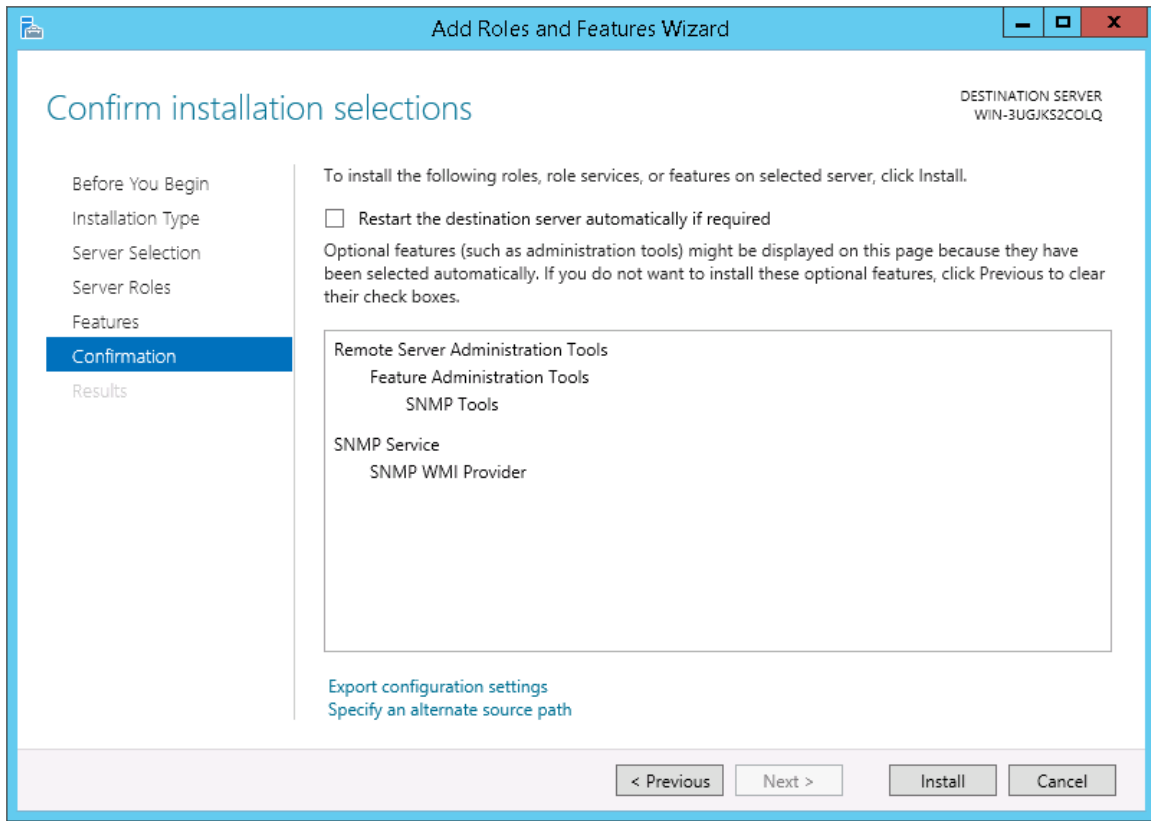 Add Roles and Features Wizard
Confirm installation selections
DESTINATION SERVER
WIN-3UGJKS2COLQ
Before You Begin
Installation Type
Server Selection
Server Roles
Features
Confirmation
Results
To install the following roles, role services, or features on selected server, click Install.
Restart the destination server automatically if required
Optional features (such as administration tools) might be displayed on this page because they have
been selected automatically. If you do not want to install these optional features, click Previous to clear
their check boxes.
Remote Server Administration Tools
Feature Administration Tools
SNMP Tools
SNMP Service
SNMP WMI Provider
Export configuration settings
Specify an alternate source path
< Previous
Next >
Install
Cancel